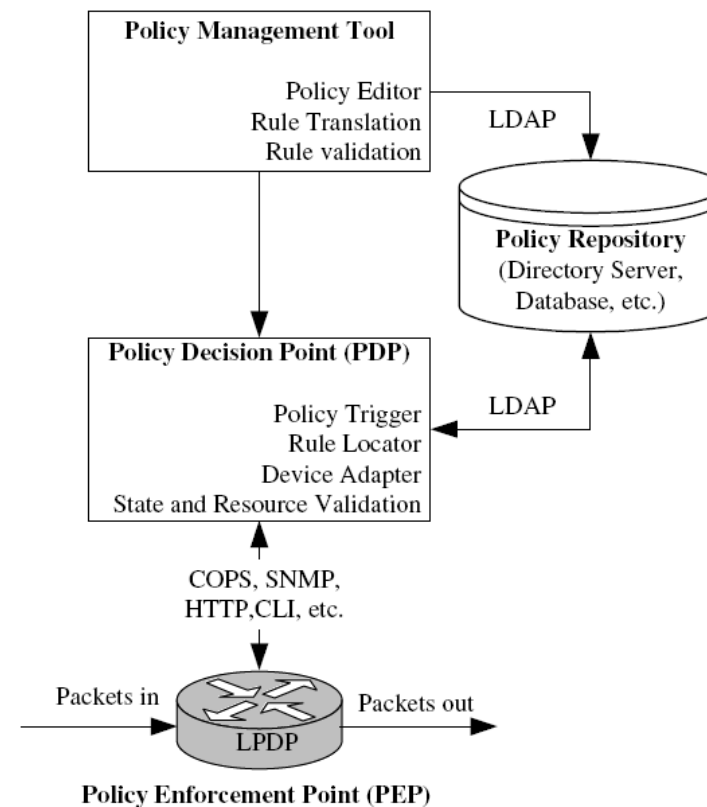 Policy Management Tool
Policy Editor
Rule Translation
Rule validation
LDAP
Policy Repository
(Directory Server,
Database, etc.)
Policy Decision Point (PDP)
Policy Trigger
Rule Locator
Device Adapter
State and Resource Validation
LDAP
COPS, SNMP,
HTTP,CLI, etc.
Packets in
Packets out
LPDP
Policy Enforcement Point (PEP)